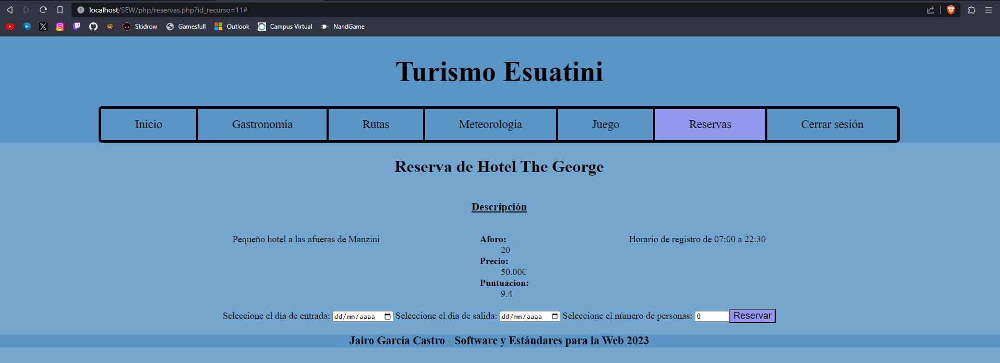 localhost/SEW/php/reservas.php?id_recurso=11#
Skidrow Gamesfull Outlook Campus Virtual NandGame
Turismo Esuatini
Inicio Gastronomía Rutas Meteorología Juego Reservas Cerrar sesión
Reserva de Hotel The George
Descripción
Pequeño hotel a las afueras de Manzini
Aforo:
20
Precio:
50.00€
Puntuacion:
9.4
Horario de registro de 07:00 a 22:30
Seleccione el día de entrada: dd/mm/aaaa Seleccione el día de salida: dd/mm/aaaa Seleccione el número de personas: 0 Reservar
Jairo García Castro - Software y Estándares para la Web 2023